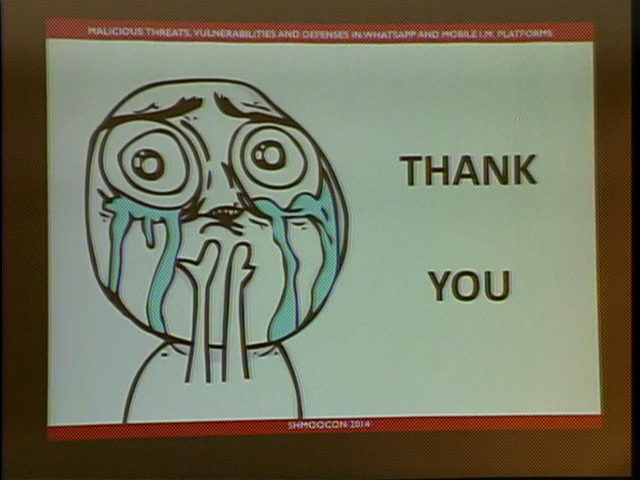 MALICIOUS THREATS, VULNERABILITIES AND DEFENSES IN WHATSAPP AND MOBILE I.M. PLATFORMS
THANK
YOU
SHMOOCON 2014